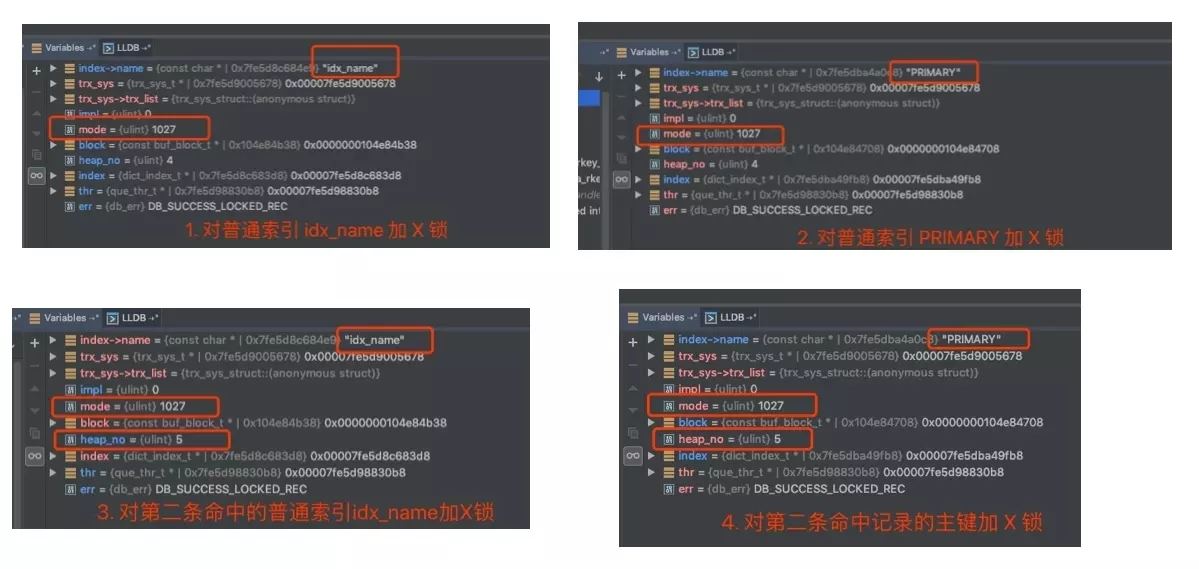 Variables LLDB
index->name = {const char * | 0x7fe5d8c684e9} "idx_name"
trx_sys = {trx_sys_t * | 0x7fe5d9005678} 0x00007fe5d9005678
trx_sys->trx_list = {trx_sys_struct::(anonymous struct)}
impl = {ulint} 0
mode = {ulint} 1027
block = {const buf_block_t * | 0x104e84b38} 0x0000000104e84b38
heap_no = {ulint} 4
index = {dict_index_t * | 0x7fe5d8c683d8} 0x00007fe5d8c683d8
thr = {que_thr_t * | 0x7fe5d98830b8} 0x00007fe5d98830b8
err = {db_err} DB_SUCCESS_LOCKED_REC
1. 对普通索引 idx_name 加 X 锁
Variables LLDB
index->name = {const char * | 0x7fe5dba4a0c8} "PRIMARY"
trx_sys = {trx_sys_t * | 0x7fe5d9005678} 0x00007fe5d9005678
trx_sys->trx_list = {trx_sys_struct::(anonymous struct)}
impl = {ulint} 0
mode = {ulint} 1027
block = {const buf_block_t * | 0x104e84708} 0x0000000104e84708
heap_no = {ulint} 4
index = {dict_index_t * | 0x7fe5dba49fb8} 0x00007fe5dba49fb8
thr = {que_thr_t * | 0x7fe5d98830b8} 0x00007fe5d98830b8
err = {db_err} DB_SUCCESS_LOCKED_REC
2. 对普通索引 PRIMARY 加 X 锁
Variables LLDB
index->name = {const char * | 0x7fe5d8c684e9} "idx_name"
trx_sys = {trx_sys_t * | 0x7fe5d9005678} 0x00007fe5d9005678
trx_sys->trx_list = {trx_sys_struct::(anonymous struct)}
impl = {ulint} 0
mode = {ulint} 1027
block = {const buf_block_t * | 0x104e84b38} 0x0000000104e84b38
heap_no = {ulint} 5
index = {dict_index_t * | 0x7fe5d8c683d8} 0x00007fe5d8c683d8
thr = {que_thr_t * | 0x7fe5d98830b8} 0x00007fe5d98830b8
err = {db_err} DB_SUCCESS_LOCKED_REC
3. 对第二条命中的普通索引idx_name加X锁
Variables LLDB
index->name = {const char * | 0x7fe5dba4a0c8} "PRIMARY"
trx_sys = {trx_sys_t * | 0x7fe5d9005678} 0x00007fe5d9005678
trx_sys->trx_list = {trx_sys_struct::(anonymous struct)}
impl = {ulint} 0
mode = {ulint} 1027
block = {const buf_block_t * | 0x104e84708} 0x0000000104e84708
heap_no = {ulint} 5
index = {dict_index_t * | 0x7fe5dba49fb8} 0x00007fe5dba49fb8
thr = {que_thr_t * | 0x7fe5d98830b8} 0x00007fe5d98830b8
err = {db_err} DB_SUCCESS_LOCKED_REC
4. 对第二条命中记录的主键加 X 锁